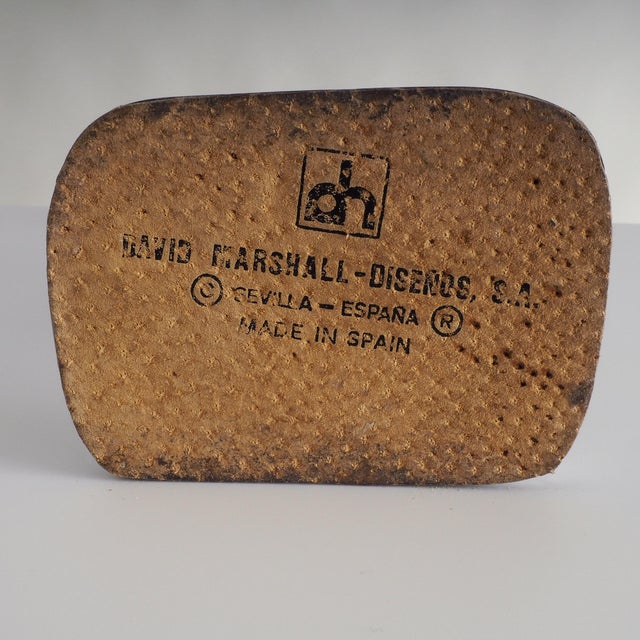 DAVID MARSHALL-DISEÑOS, S.A.
© SEVILLA - ESPAÑA ®
MADE IN SPAIN